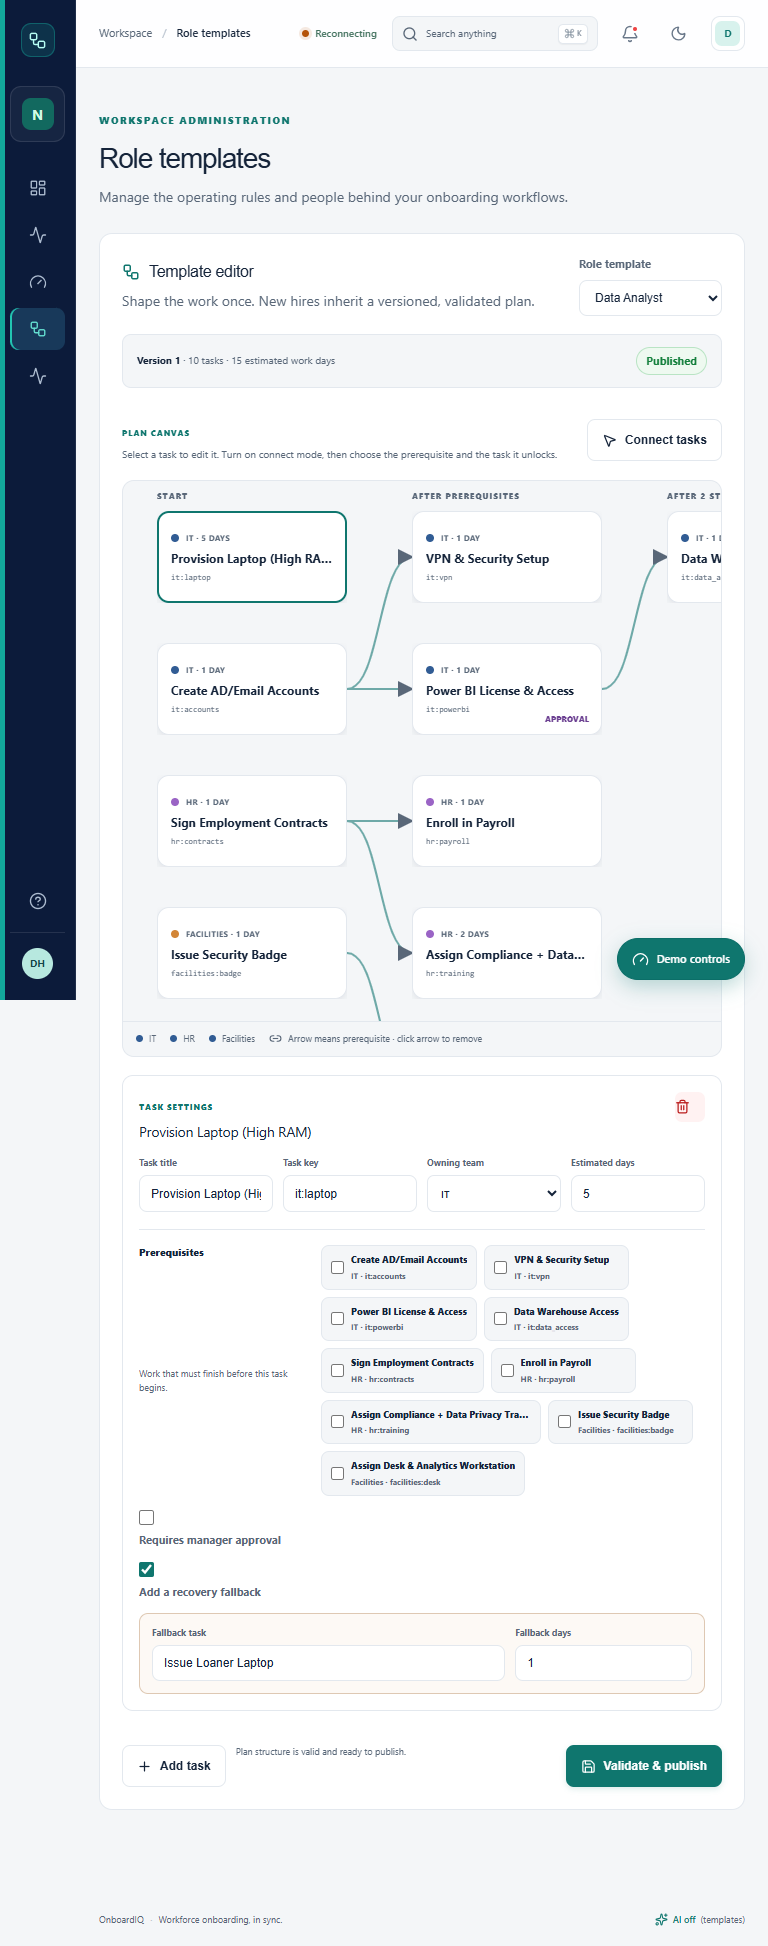 Workspace / Role templates
Reconnecting
Search anything
⌘ K
D
N
DH
WORKSPACE ADMINISTRATION
Role templates
Manage the operating rules and people behind your onboarding workflows.
Template editor
Shape the work once. New hires inherit a versioned, validated plan.
Role template
Data Analyst
Version 1 · 10 tasks · 15 estimated work days
Published
PLAN CANVAS
Select a task to edit it. Turn on connect mode, then choose the prerequisite and the task it unlocks.
Connect tasks
START
AFTER PREREQUISITES
AFTER 2 ST
IT · 5 DAYS
Provision Laptop (High RA...
it:laptop
IT · 1 DAY
VPN & Security Setup
it:vpn
IT · 1 D
Data W
it:data_a
IT · 1 DAY
Create AD/Email Accounts
it:accounts
IT · 1 DAY
Power BI License & Access
it:powerbi
APPROVAL
HR · 1 DAY
Sign Employment Contracts
hr:contracts
HR · 1 DAY
Enroll in Payroll
hr:payroll
FACILITIES · 1 DAY
Issue Security Badge
facilities:badge
HR · 2 DAYS
Assign Compliance + Data...
hr:training
Demo controls
IT
HR
Facilities
Arrow means prerequisite · click arrow to remove
TASK SETTINGS
Provision Laptop (High RAM)
Task title
Task key
Owning team
Estimated days
Provision Laptop (Hi
it:laptop
IT
5
Prerequisites
Work that must finish before this task
begins.
Create AD/Email Accounts
IT · it:accounts
VPN & Security Setup
IT · it:vpn
Power BI License & Access
IT · it:powerbi
Data Warehouse Access
IT · it:data_access
Sign Employment Contracts
HR · hr:contracts
Enroll in Payroll
HR · hr:payroll
Assign Compliance + Data Privacy Tra...
HR · hr:training
Issue Security Badge
Facilities · facilities:badge
Assign Desk & Analytics Workstation
Facilities · facilities:desk
Requires manager approval
Add a recovery fallback
Fallback task
Fallback days
Issue Loaner Laptop
1
Add task
Plan structure is valid and ready to publish.
Validate & publish
OnboardIQ · Workforce onboarding, in sync.
AI off (templates)